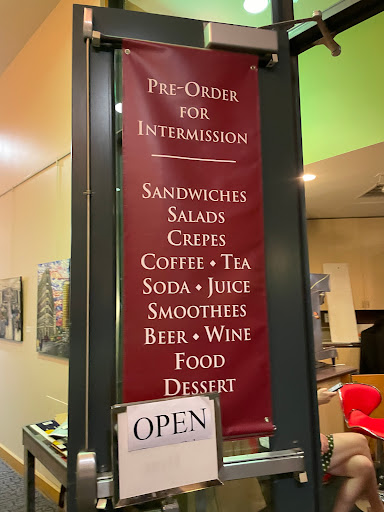 Pre-Order
for
Intermission
Sandwiches
Salads
Crepes
Coffee • Tea
Soda • Juice
Smoothees
Beer • Wine
Food
Dessert
OPEN